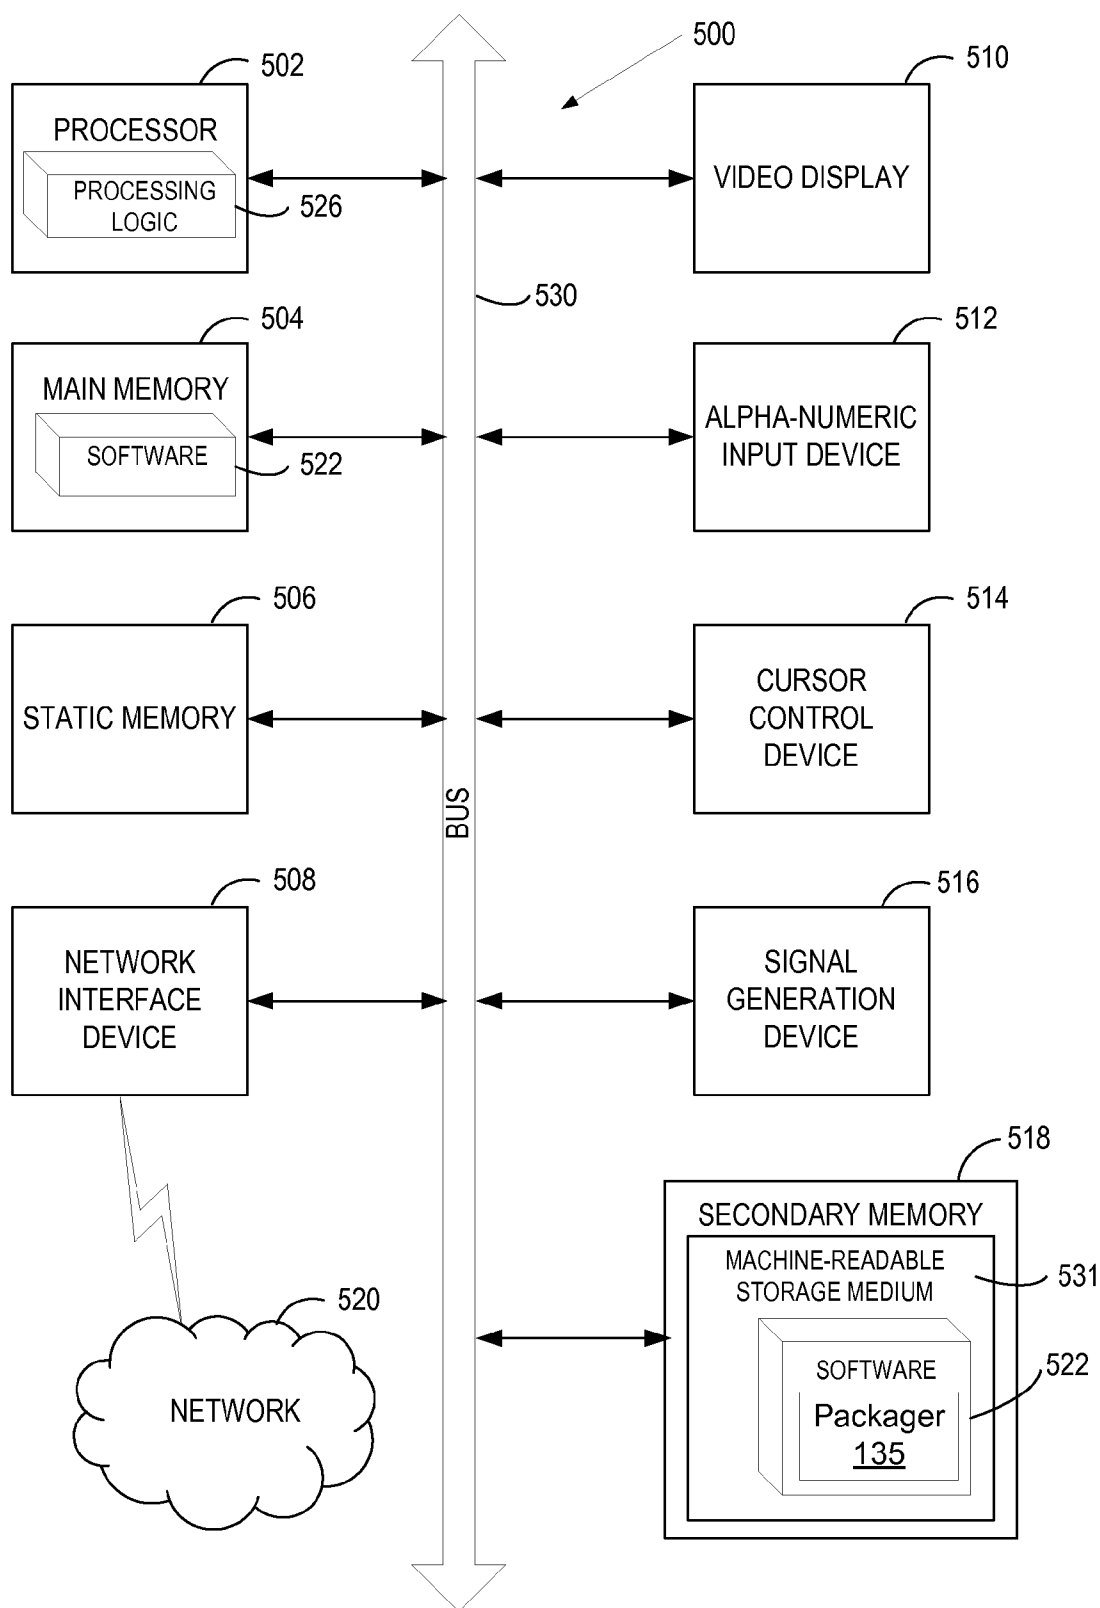 500
502
PROCESSOR
PROCESSING
LOGIC
526
510
VIDEO DISPLAY
530
504
MAIN MEMORY
SOFTWARE
522
512
ALPHA-NUMERIC
INPUT DEVICE
506
STATIC MEMORY
514
CURSOR
CONTROL
DEVICE
BUS
508
NETWORK
INTERFACE
DEVICE
516
SIGNAL
GENERATION
DEVICE
518
SECONDARY MEMORY
MACHINE-READABLE
STORAGE MEDIUM
531
SOFTWARE
522
Packager
135
520
NETWORK